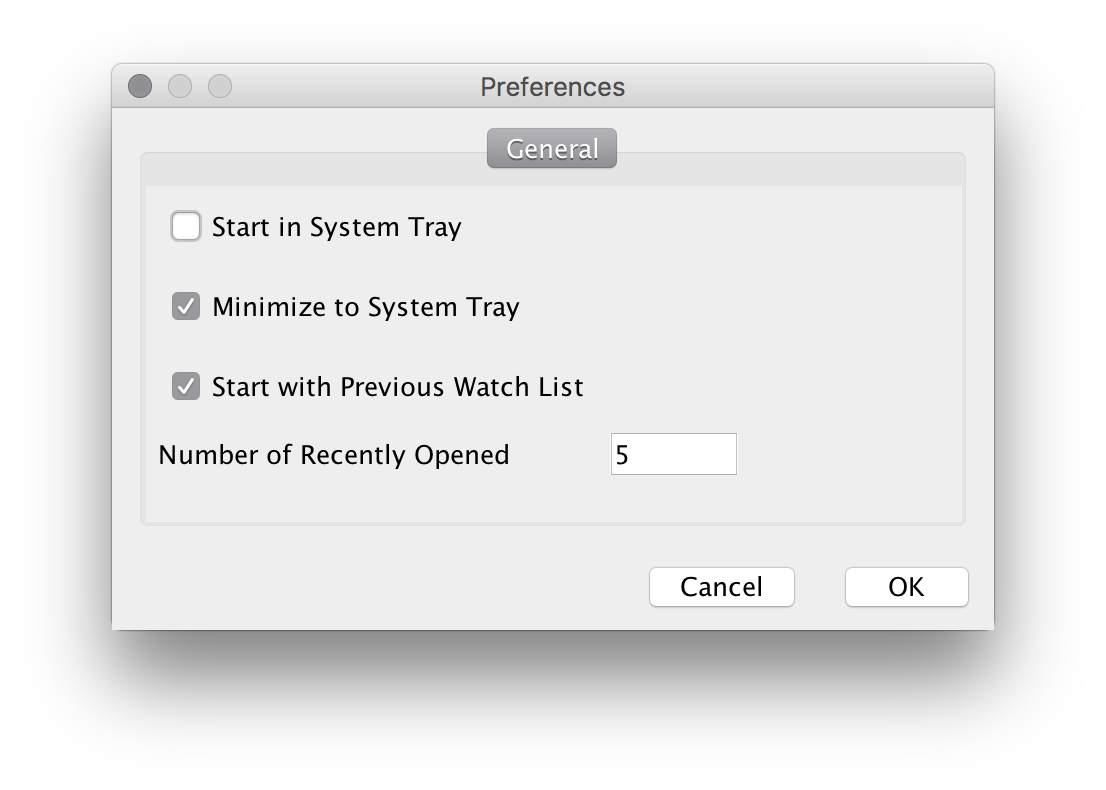 Preferences
General
Start in System Tray
Minimize to System Tray
Start with Previous Watch List
Number of Recently Opened 5
Cancel OK